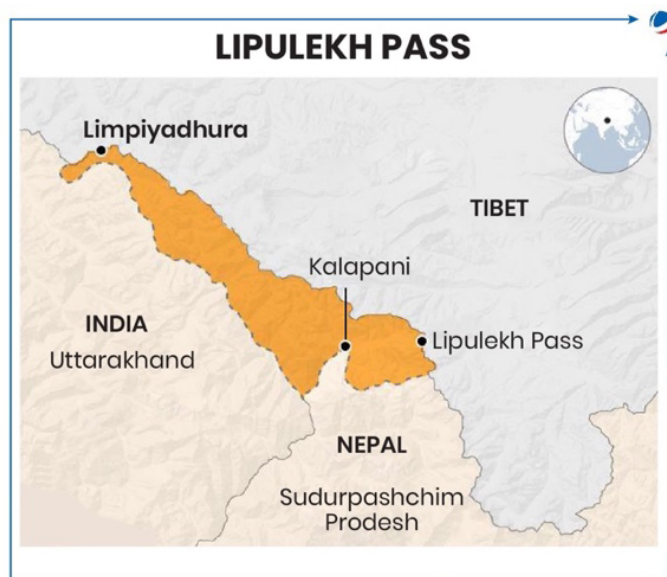 LIPULEKH PASS
Limpiyadhura
TIBET
Kalapani
INDIA
Uttarakhand
Lipulekh Pass
NEPAL
Sudurpashchim
Prodesh